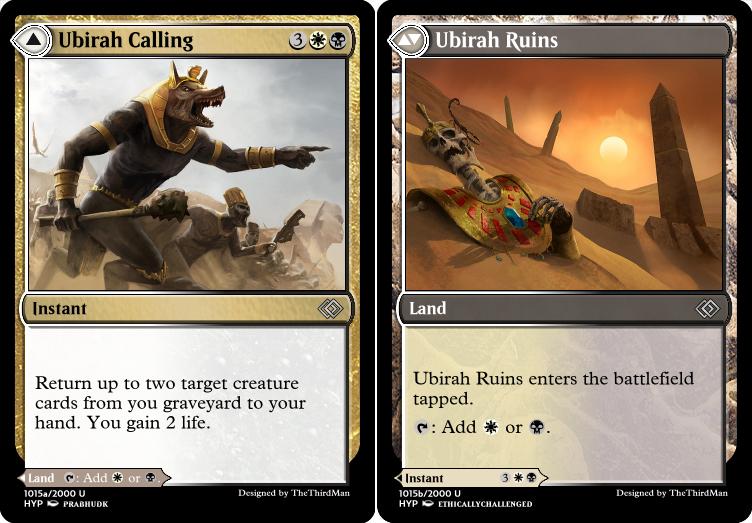 Ubirah Calling 3
Instant
Return up to two target creature
cards from you graveyard to your
hand. You gain 2 life.
Land : Add or .
1015a/2000 U
HYP PRABHUDK
Designed by TheThirdMan
Ubirah Ruins
Land
Ubirah Ruins enters the battlefield
tapped.
: Add or .
Instant 3
1015b/2000 U
HYP ETHICALLYCHALLENGED
Designed by TheThirdMan